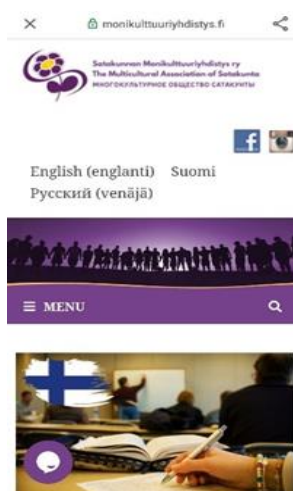 monikulttuuriyhdistys.fi
Satakunnan Monikulttuuriyhdistys ry
The Multicultural Association of Satakunta
МНОГОКУЛЬТУРНОЕ ОБЩЕСТВО САТАКУНТЫ
English (englanti) Suomi
Русский (venäjä)
MENU